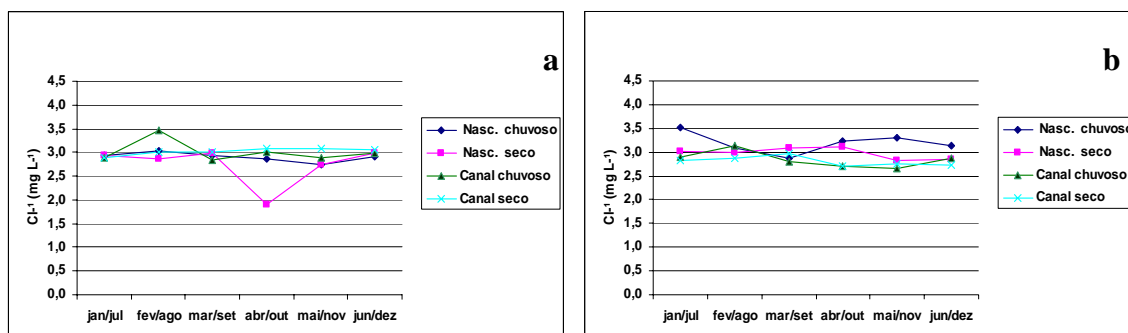 a
4,5
4,0
3,5
3,0
2,5
2,0
1,5
1,0
0,5
0,0
Cl-¹ (mg L-¹)
jan/jul fev/ago mar/set abr/out mai/nov jun/dez
Nasc. chuvoso
Nasc. seco
Canal chuvoso
Canal seco
b
4,5
4,0
3,5
3,0
2,5
2,0
1,5
1,0
0,5
0,0
Cl-¹ (mg L-¹)
jan/jul fev/ago mar/set abr/out mai/nov jun/dez
Nasc. chuvoso
Nasc. seco
Canal chuvoso
Canal seco